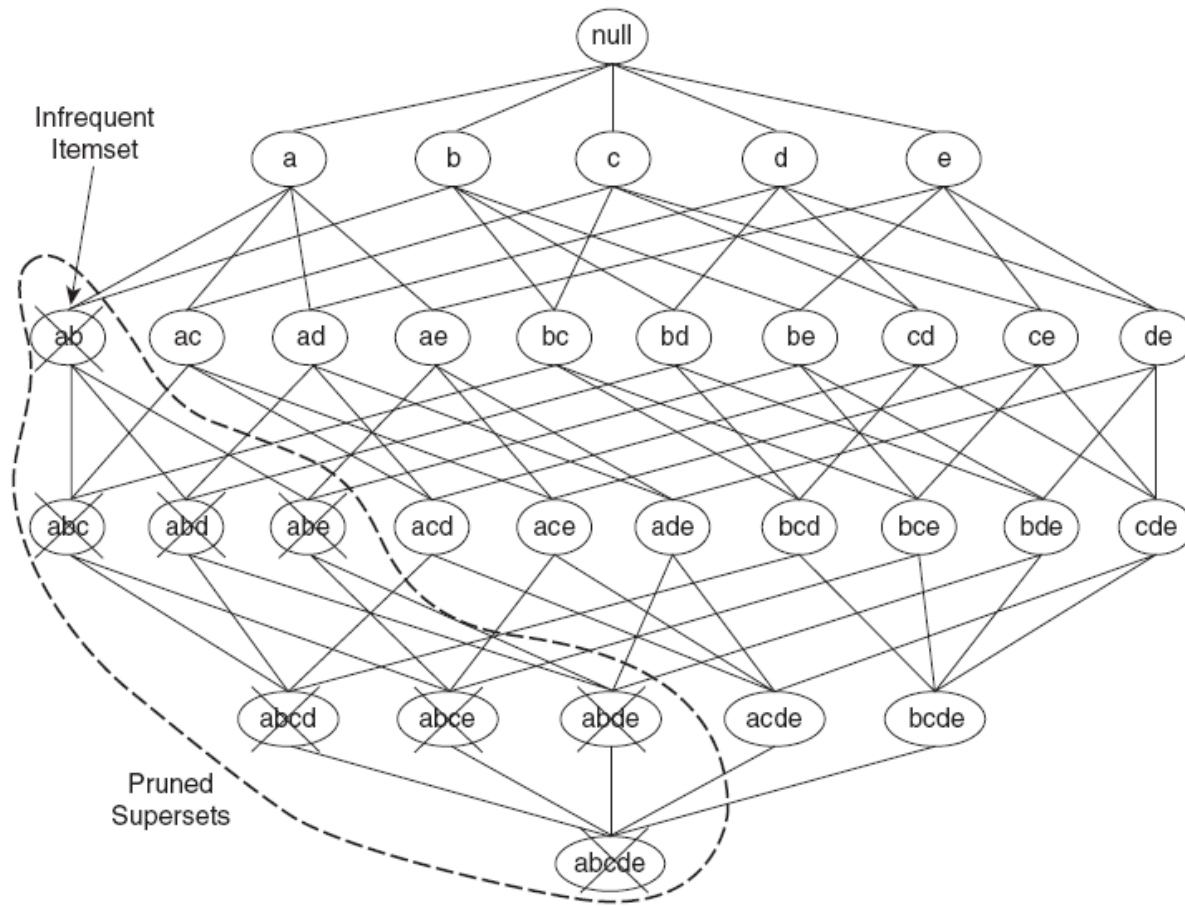 null
Infrequent
Itemset
a b c d e
ab ac ad ae bc bd be cd ce de
abc abd abe acd ace ade bcd bce bde cde
abcd abce abde acde bcde
Pruned
Supersets
abcde